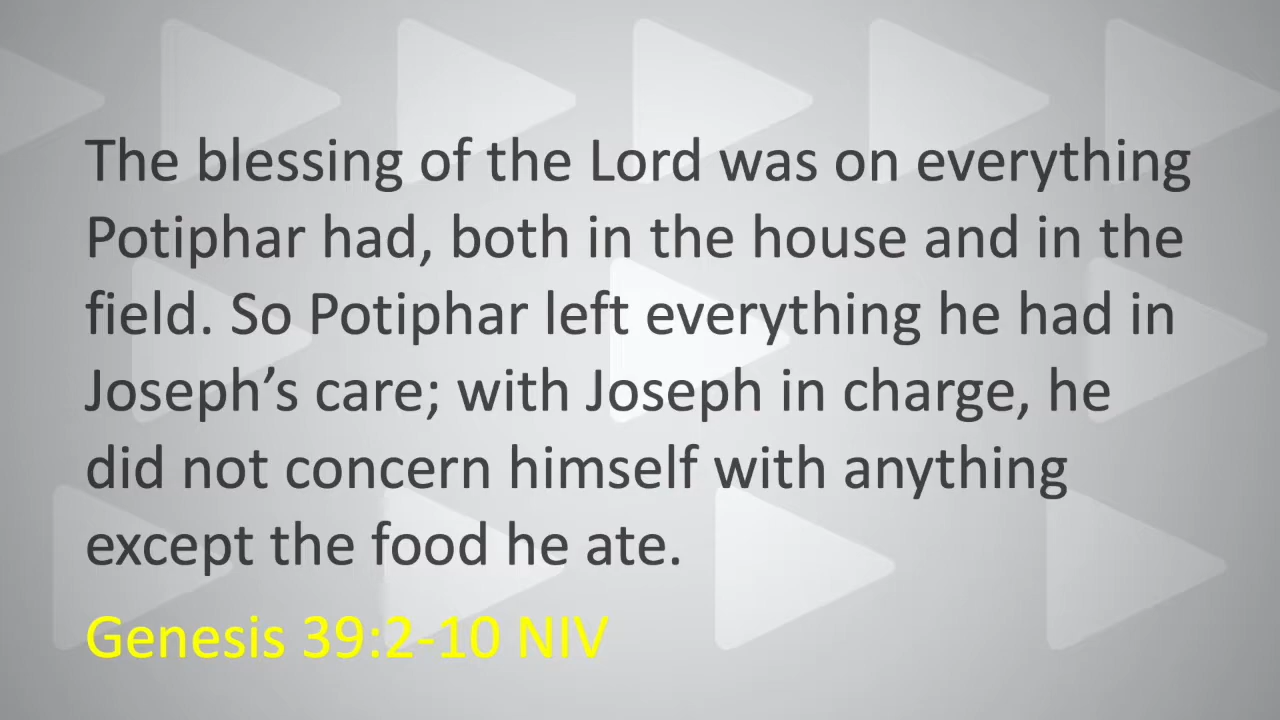 The blessing of the Lord was on everything
Potiphar had, both in the house and in the
field. So Potiphar left everything he had in
Joseph’s care; with Joseph in charge, he
did not concern himself with anything
except the food he ate.
Genesis 39:2-10 NIV